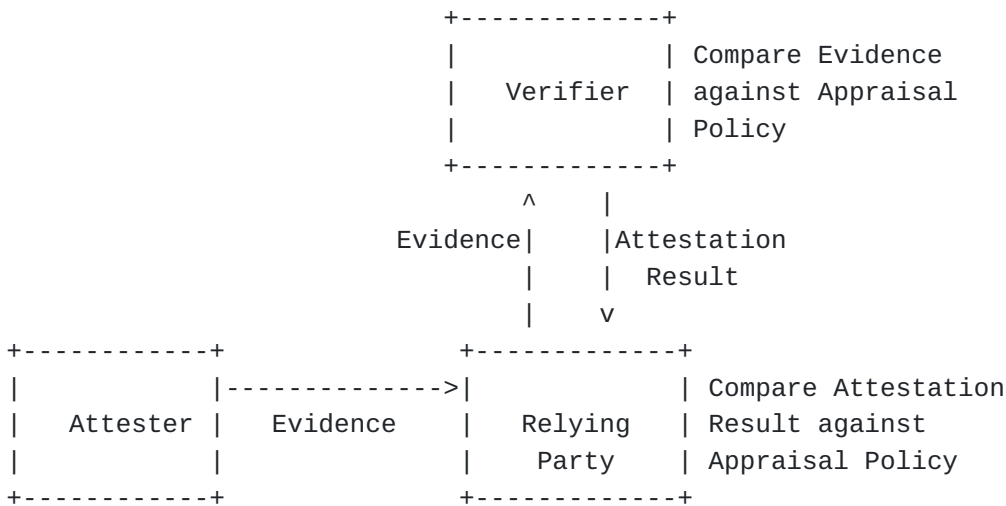 Compare Evidence
Verifier against Appraisal
Policy
Evidence Attestation
Result
Compare Attestation
Attester Evidence Relying Result against
Party Appraisal Policy